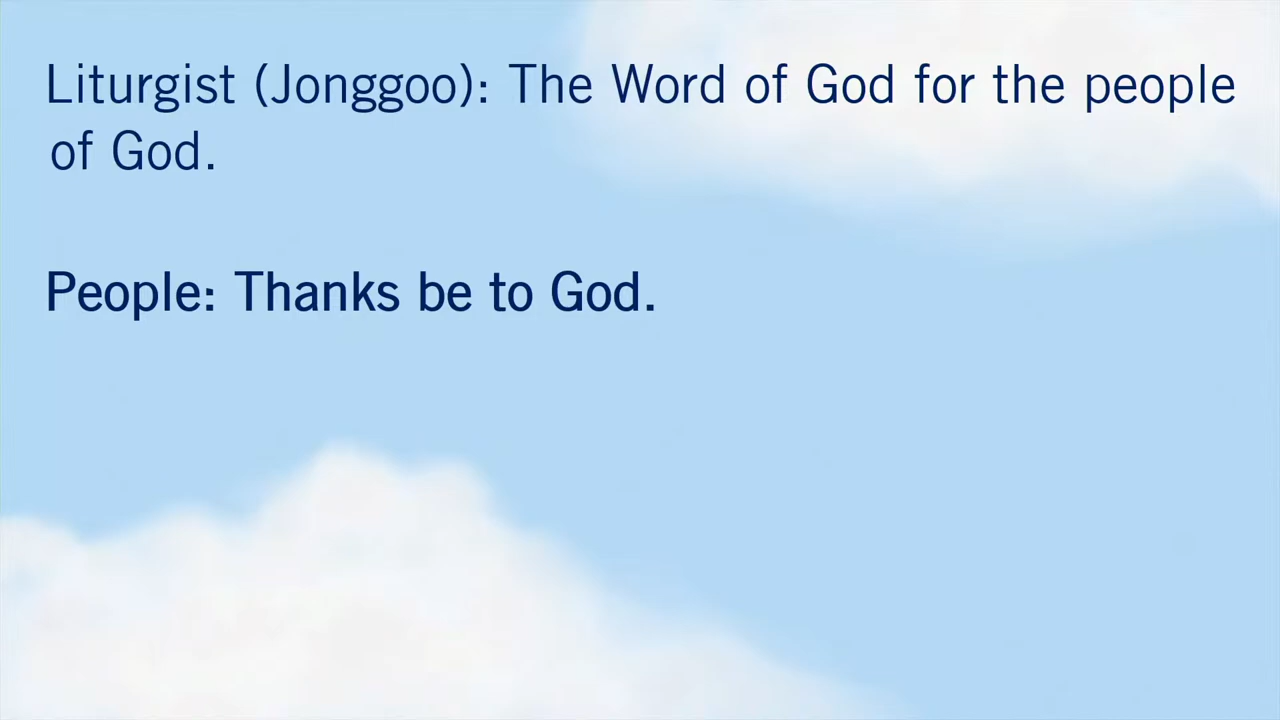 Liturgist (Jonggoo): The Word of God for the people
of God.
People: Thanks be to God.